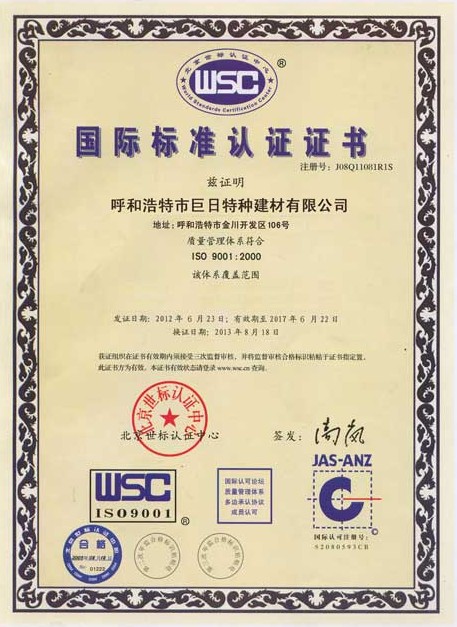 北京世标认证中心
WSC
World Standards Certification Center
®
国际标准认证证书
注册号：J08Q11081R1S
兹证明
呼和浩特市巨日特种建材有限公司
地址：呼和浩特市金川开发区106号
质量管理体系符合
ISO 9001:2000
该体系覆盖范围
发证日期：2012 年 6 月 23 日；有效期至 2017 年 6 月 22 日
换证日期：2013 年 8 月 18 日
获证组织在证书有效期内须接受三次监督审核，并将监督审核合格标识粘贴于证书指定置，
此证书方为有效。本证书有效状态请登录 www.wsc.cn 查询.
北京世标认证中心
北京世标认证中心
签发：
JAS-ANZ
WSC
ISO9001
®
国际认可论坛
质量管理体系
多边承认协议
成员认可
国际认可注册号：
S2080593CB
合格
01222